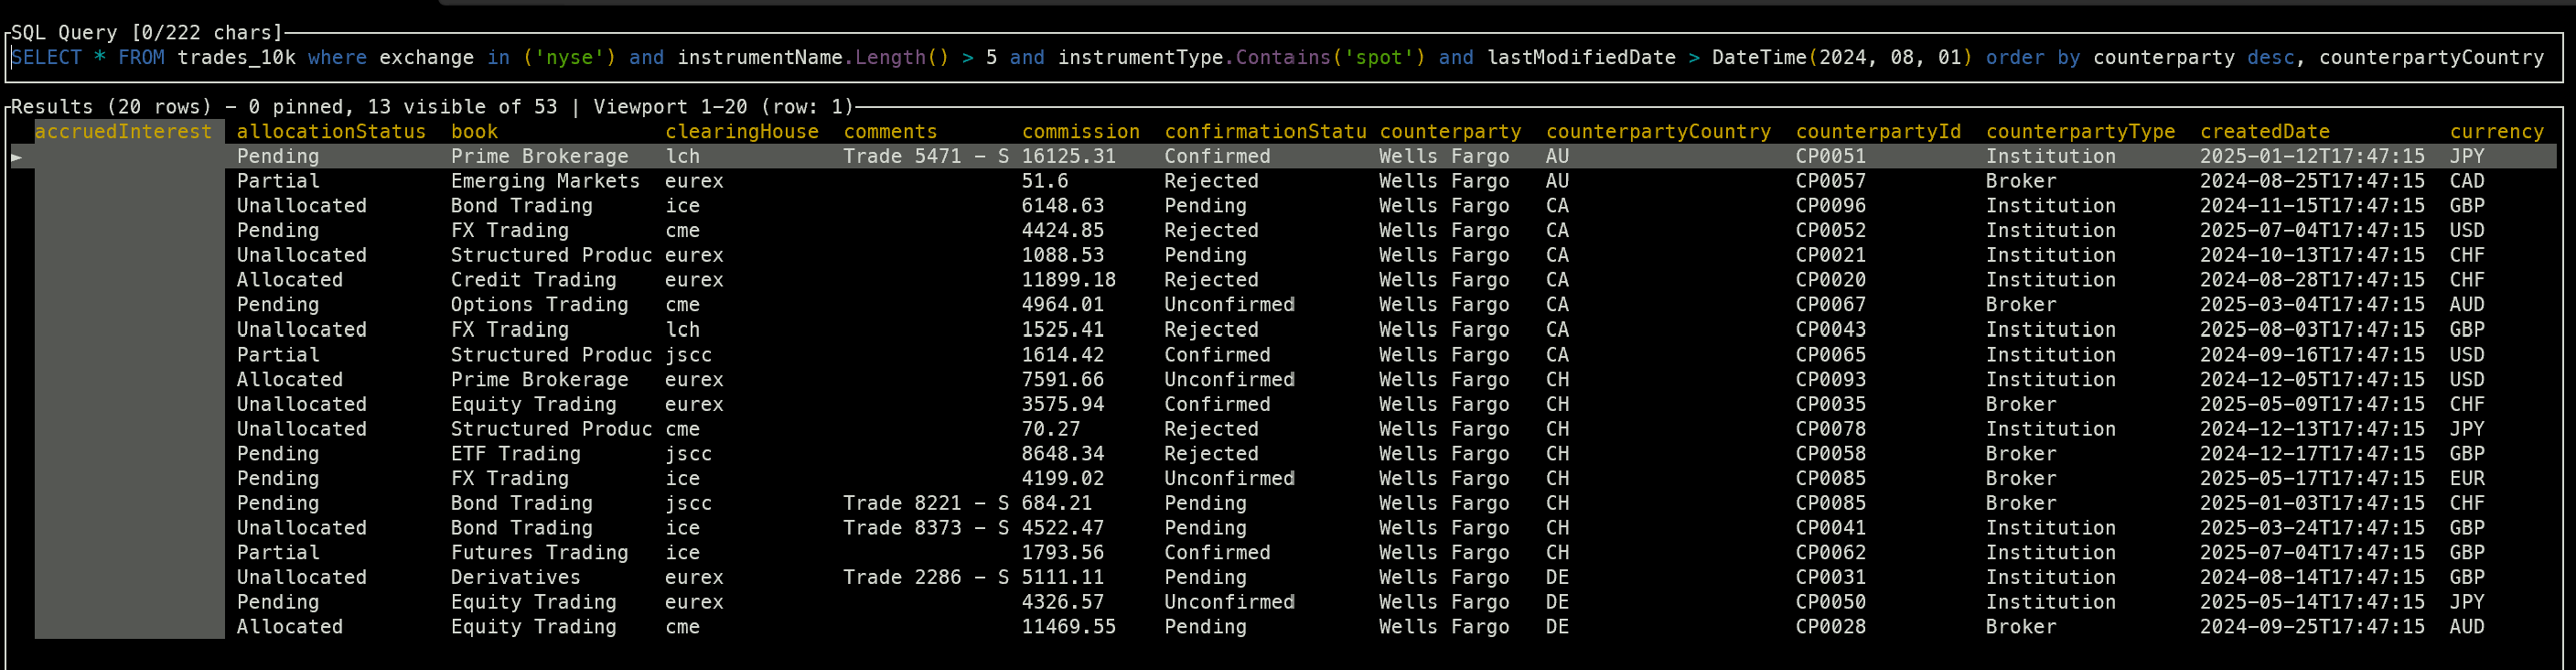 SQL Query [0/222 chars]
SELECT * FROM trades_10k where exchange in ('nyse') and instrumentName.Length() > 5 and instrumentType.Contains('spot') and lastModifiedDate > DateTime(2024, 08, 01) order by counterparty desc, counterpartyCountry
Results (20 rows) — 0 pinned, 13 visible of 53 | Viewport 1—20 (row: 1)
accruedInterest allocationStatus book clearingHouse comments commission confirmationStatu counterparty counterpartyCountry counterpartyId counterpartyType createdDate currency
► Pending Prime Brokerage lch Trade 5471 – S 16125.31 Confirmed Wells Fargo AU CP0051 Institution 2025-01-12T17:47:15 JPY
Partial Emerging Markets eurex 51.6 Rejected Wells Fargo AU CP0057 Broker 2024-08-25T17:47:15 CAD
Unallocated Bond Trading ice 6148.63 Pending Wells Fargo CA CP0096 Institution 2024-11-15T17:47:15 GBP
Pending FX Trading cme 4424.85 Rejected Wells Fargo CA CP0052 Institution 2025-07-04T17:47:15 USD
Unallocated Structured Produc eurex 1088.53 Pending Wells Fargo CA CP0021 Institution 2024-10-13T17:47:15 CHF
Allocated Credit Trading eurex 11899.18 Rejected Wells Fargo CA CP0020 Institution 2024-08-28T17:47:15 CHF
Pending Options Trading cme 4964.01 Unconfirmed Wells Fargo CA CP0067 Broker 2025-03-04T17:47:15 AUD
Unallocated FX Trading lch 1525.41 Rejected Wells Fargo CA CP0043 Institution 2025-08-03T17:47:15 GBP
Partial Structured Produc jscc 1614.42 Confirmed Wells Fargo CA CP0065 Institution 2024-09-16T17:47:15 USD
Allocated Prime Brokerage eurex 7591.66 Unconfirmed Wells Fargo CH CP0093 Institution 2024-12-05T17:47:15 USD
Unallocated Equity Trading eurex 3575.94 Confirmed Wells Fargo CH CP0035 Broker 2025-05-09T17:47:15 CHF
Unallocated Structured Produc cme 70.27 Rejected Wells Fargo CH CP0078 Institution 2024-12-13T17:47:15 JPY
Pending ETF Trading jscc 8648.34 Rejected Wells Fargo CH CP0058 Broker 2024-12-17T17:47:15 GBP
Pending FX Trading ice 4199.02 Unconfirmed Wells Fargo CH CP0085 Broker 2025-05-17T17:47:15 EUR
Pending Bond Trading jscc Trade 8221 – S 684.21 Pending Wells Fargo CH CP0085 Broker 2025-01-03T17:47:15 CHF
Unallocated Bond Trading ice Trade 8373 – S 4522.47 Pending Wells Fargo CH CP0041 Institution 2025-03-24T17:47:15 GBP
Partial Futures Trading ice 1793.56 Confirmed Wells Fargo CH CP0062 Institution 2025-07-04T17:47:15 GBP
Unallocated Derivatives eurex Trade 2286 – S 5111.11 Pending Wells Fargo DE CP0031 Institution 2024-08-14T17:47:15 GBP
Pending Equity Trading eurex 4326.57 Unconfirmed Wells Fargo DE CP0050 Institution 2025-05-14T17:47:15 JPY
Allocated Equity Trading cme 11469.55 Pending Wells Fargo DE CP0028 Broker 2024-09-25T17:47:15 AUD